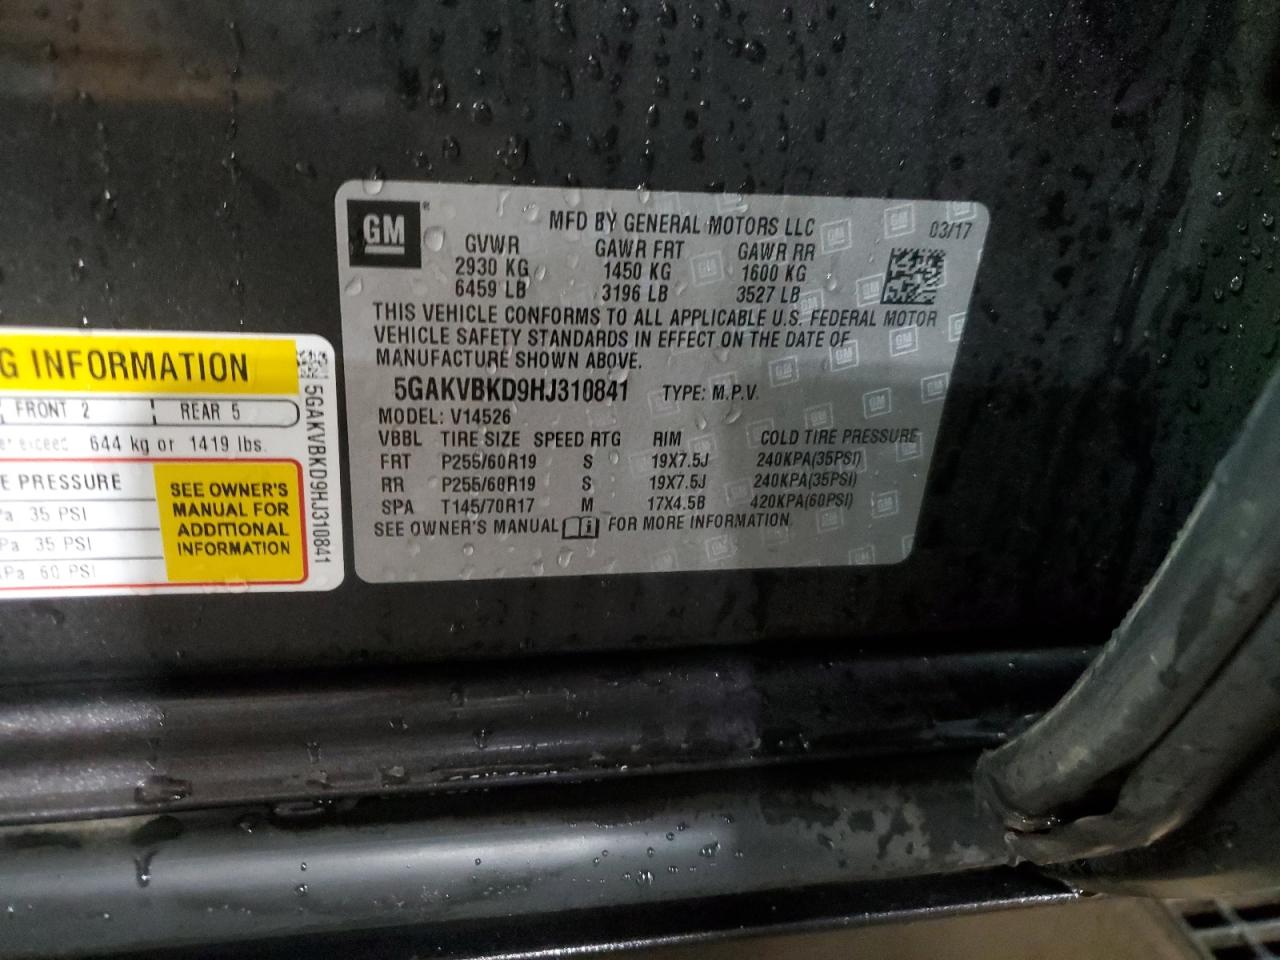 GM
MFD BY GENERAL MOTORS LLC
03/17
GVWR GAWR FRT GAWR RR
2930 KG 1450 KG 1600 KG
6459 LB 3196 LB 3527 LB
THIS VEHICLE CONFORMS TO ALL APPLICABLE U.S. FEDERAL MOTOR
VEHICLE SAFETY STANDARDS IN EFFECT ON THE DATE OF
MANUFACTURE SHOWN ABOVE.
5GAKVBKD9HJ310841 TYPE: M.P.V.
MODEL: V14526
VBBL TIRE SIZE SPEED RTG RIM COLD TIRE PRESSURE
FRT P255/60R19 S 19X7.5J 240KPA(35PSI)
RR P255/60R19 S 19X7.5J 240KPA(35PSI)
SPA T145/70R17 M 17X4.5B 420KPA(60PSI)
SEE OWNER'S MANUAL FOR MORE INFORMATION
G INFORMATION
FRONT 2 REAR 5
exceed 644 kg or 1419 lbs.
E PRESSURE
Pa 35 PSI
Pa 35 PSI
kPa 60 PSI
SEE OWNER'S
MANUAL FOR
ADDITIONAL
INFORMATION
5GAKVBKD9HJ310841